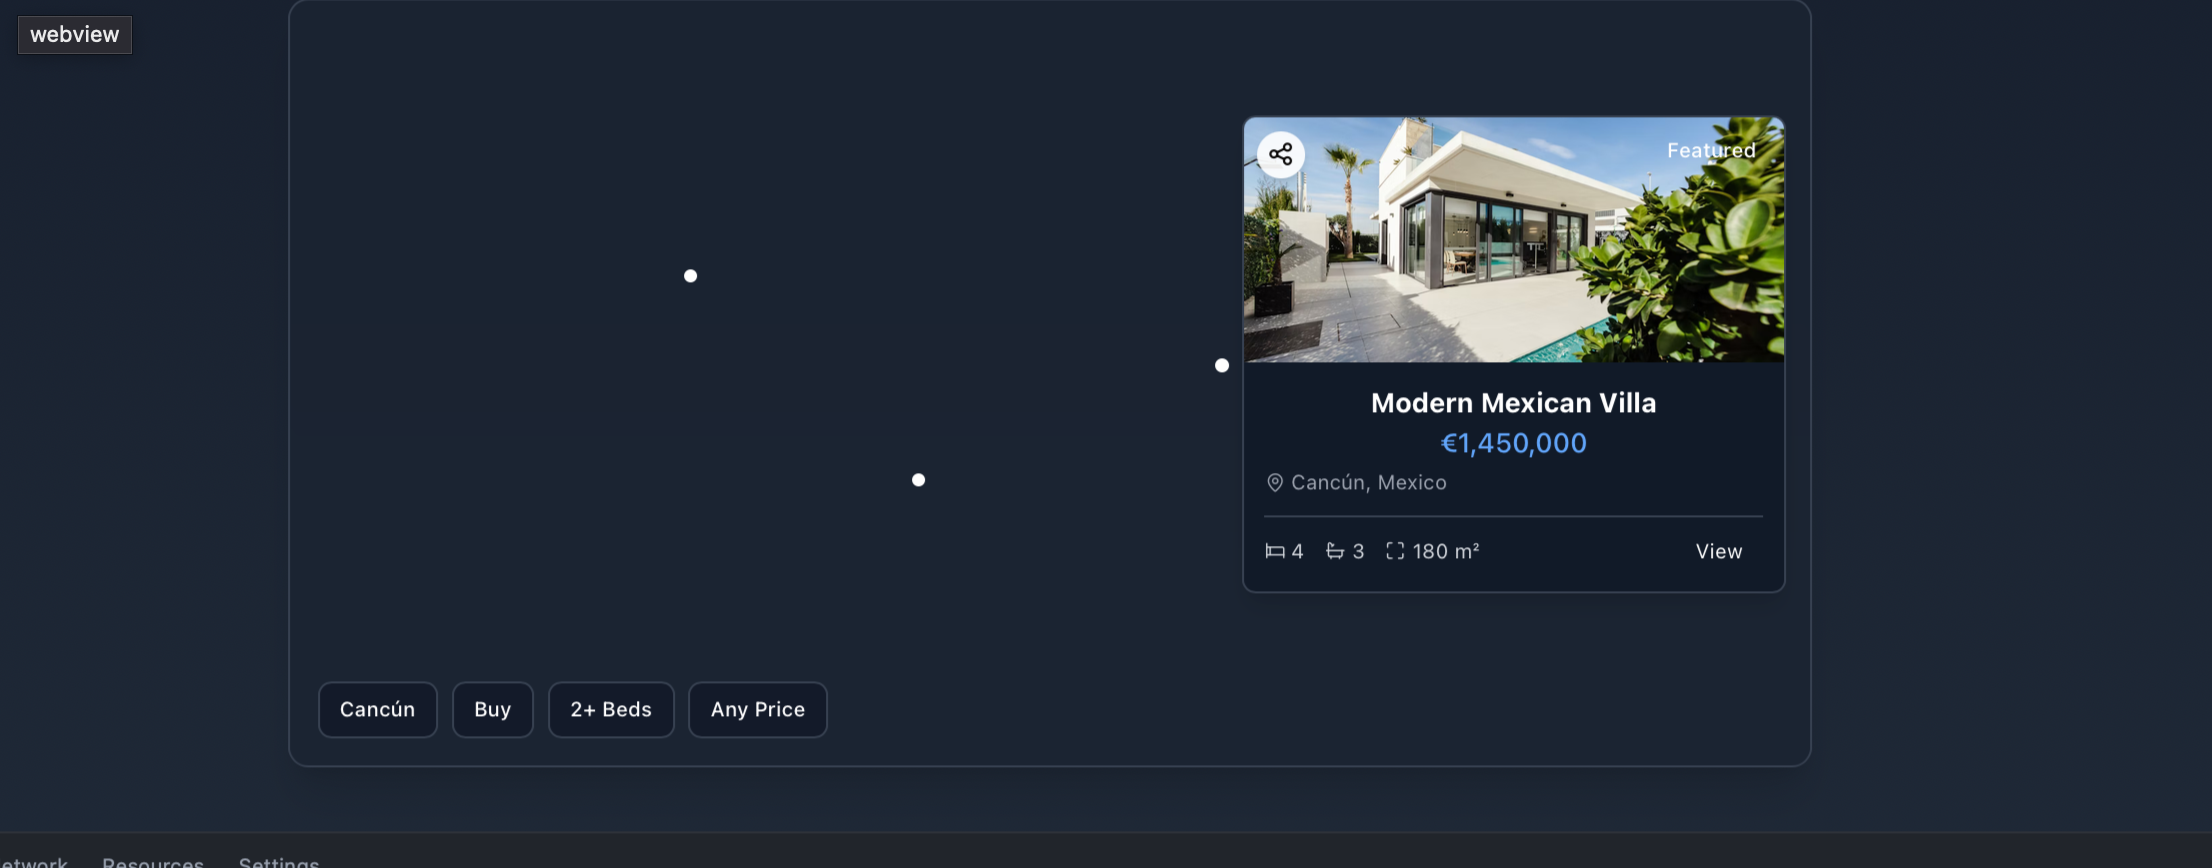 webview
Featured
Modern Mexican Villa
€1,450,000
Cancún, Mexico
4 3 180 m² View
Cancún Buy 2+ Beds Any Price
Resources Settings